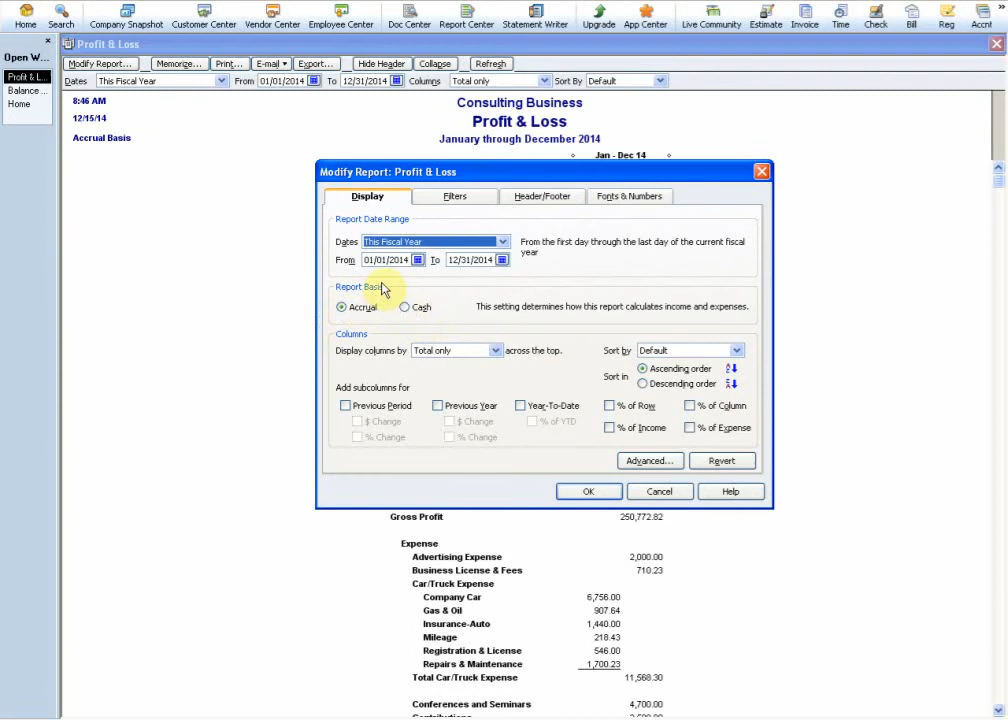 Home Search Company Snapshot Customer Center Vendor Center Employee Center Doc Center Report Center Statement Writer Upgrade App Center Live Community Estimate Invoice Time Check Bill Reg Accnt
Open W...
Profit & L...
Balance ...
Home
Profit & Loss
Modify Report... Memorize... Print... E-mail Export... Hide Header Collapse Refresh
Dates This Fiscal Year From 01/01/2014 To 12/31/2014 Columns Total only Sort By Default
8:46 AM
12/15/14
Accrual Basis
Consulting Business
Profit & Loss
January through December 2014
Jan - Dec 14
Modify Report: Profit & Loss
Display Filters Header/Footer Fonts & Numbers
Report Date Range
Dates This Fiscal Year From the first day through the last day of the current fiscal
year
From 01/01/2014 To 12/31/2014
Report Basis
Accrual Cash This setting determines how this report calculates income and expenses.
Columns
Display columns by Total only across the top. Sort by Default
Sort in Ascending order
Descending order
Add subcolumns for
Previous Period Previous Year Year-To-Date % of Row % of Column
$ Change $ Change % of YTD % of Income % of Expense
% Change % Change
Advanced... Revert
OK Cancel Help
Gross Profit 250,772.82
Expense
Advertising Expense 2,000.00
Business License & Fees 710.23
Car/Truck Expense
Company Car 6,756.00
Gas & Oil 907.64
Insurance-Auto 1,440.00
Mileage 218.43
Registration & License 546.00
Repairs & Maintenance 1,700.23
Total Car/Truck Expense 11,568.30
Conferences and Seminars 4,700.00